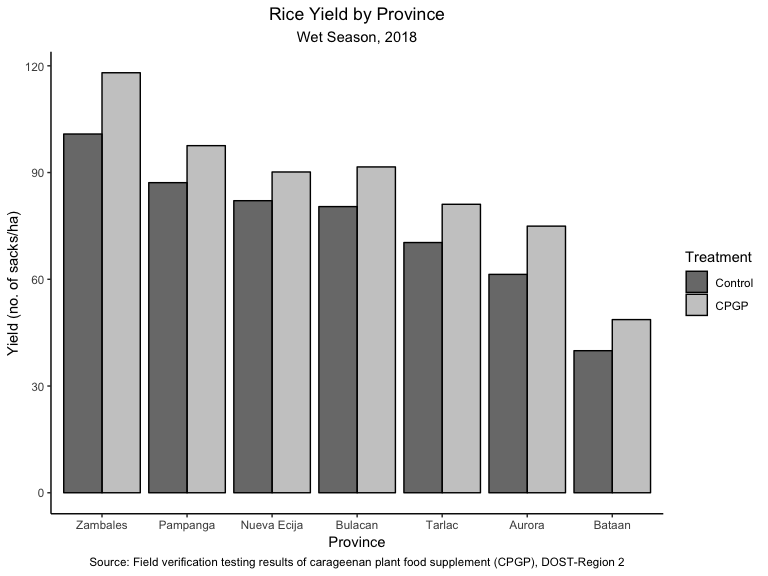 Rice Yield by Province
Wet Season, 2018
Yield (no. of sacks/ha)
120
90
60
30
0
Zambales Pampanga Nueva Ecija Bulacan Tarlac Aurora Bataan
Province
Treatment
Control
CPGP
Source: Field verification testing results of carageenan plant food supplement (CPGP), DOST-Region 2